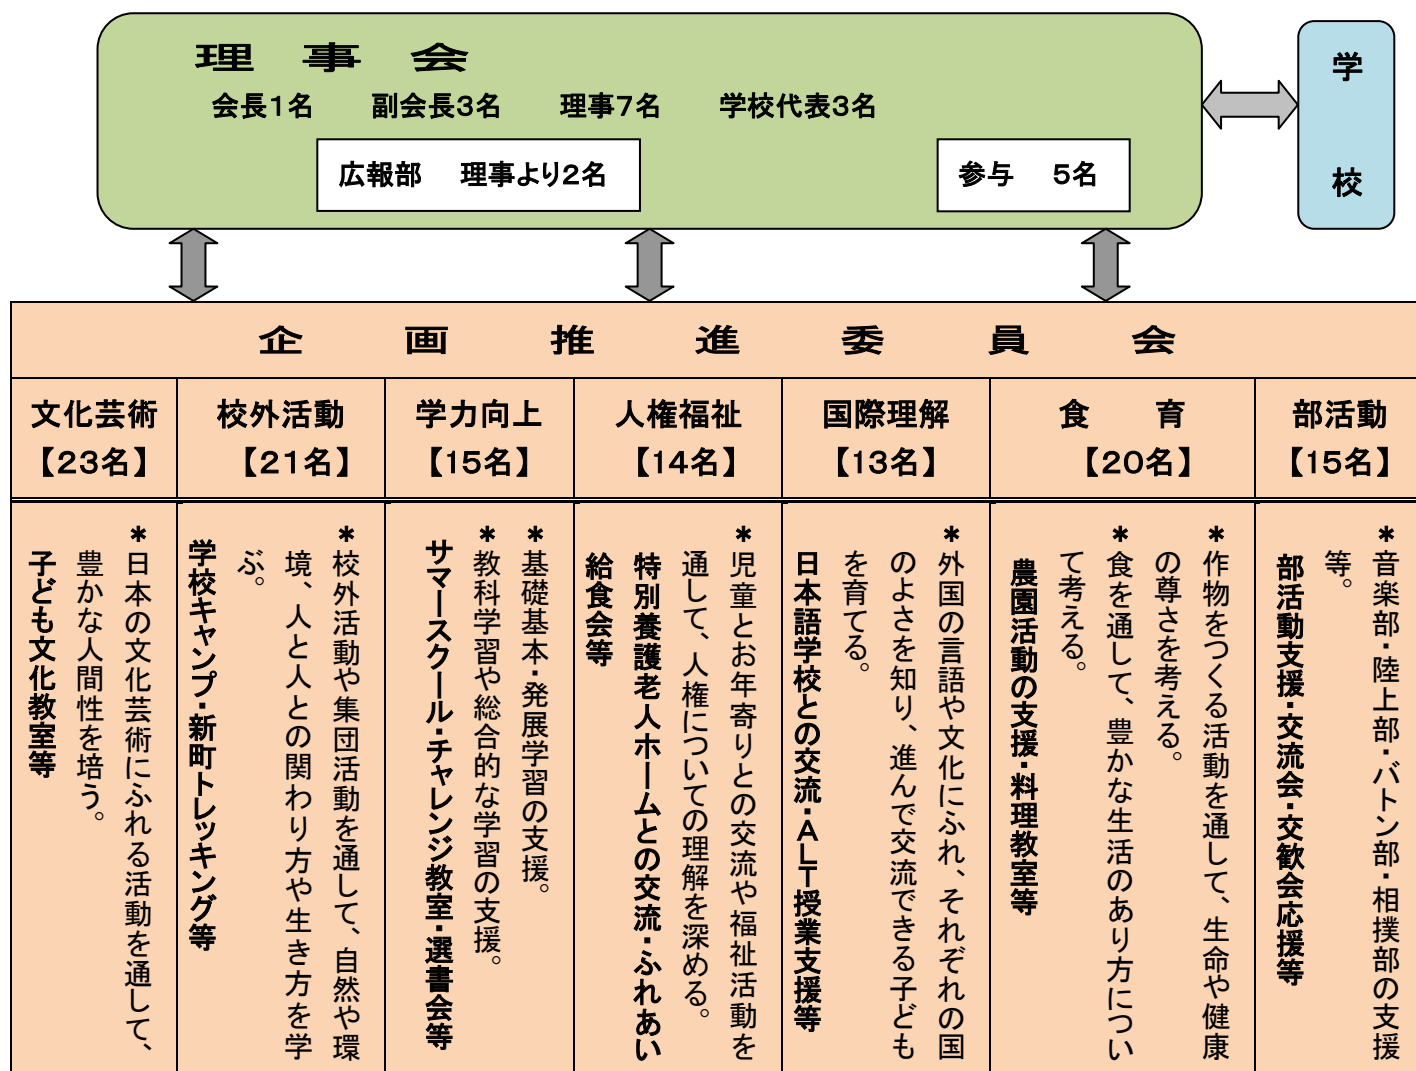 理　事　会
会長1名　副会長3名　理事7名　学校代表3名
広報部　理事より2名
参与　5名
学
校
企　画　推　進　委　員　会
文化芸術
【23名】
校外活動
【21名】
学力向上
【15名】
人権福祉
【14名】
国際理解
【13名】
食　育
【20名】
部活動
【15名】
＊日本の文化芸術にふれる活動を通して、
豊かな人間性を培う。
子ども文化教室等
＊校外活動や集団活動を通して、自然や環
境、人と人との関わり方や生き方を学
ぶ。
学校キャンプ・新町トレッキング等
＊基礎基本・発展学習の支援。
＊教科学習や総合的な学習の支援。
サマースクール・チャレンジ教室・選書会等
＊児童とお年寄りとの交流や福祉活動を
通して、人権についての理解を深める。
特別養護老人ホームとの交流・ふれあい
給食会等
＊外国の言語や文化にふれ、それぞれの国
のよさを知り、進んで交流できる子ども
を育てる。
日本語学校との交流・ALT授業支援等
＊作物をつくる活動を通して、生命や健康
の尊さを考える。
＊食を通して、豊かな生活のあり方につい
て考える。
農園活動の支援・料理教室等
＊音楽部・陸上部・バトン部・相撲部の支援
等。
部活動支援・交流会・交歓会応援等